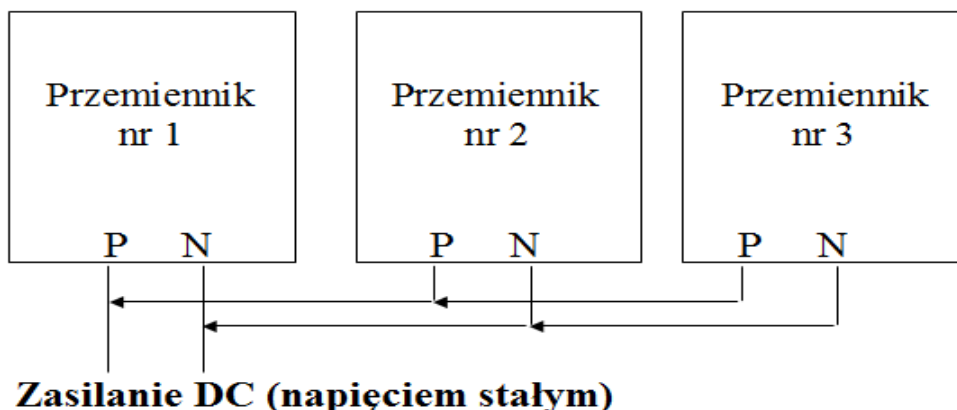 Przemiennik
nr 1
Przemiennik
nr 2
Przemiennik
nr 3
P N
P N
P N
Zasilanie DC (napięciem stałym)